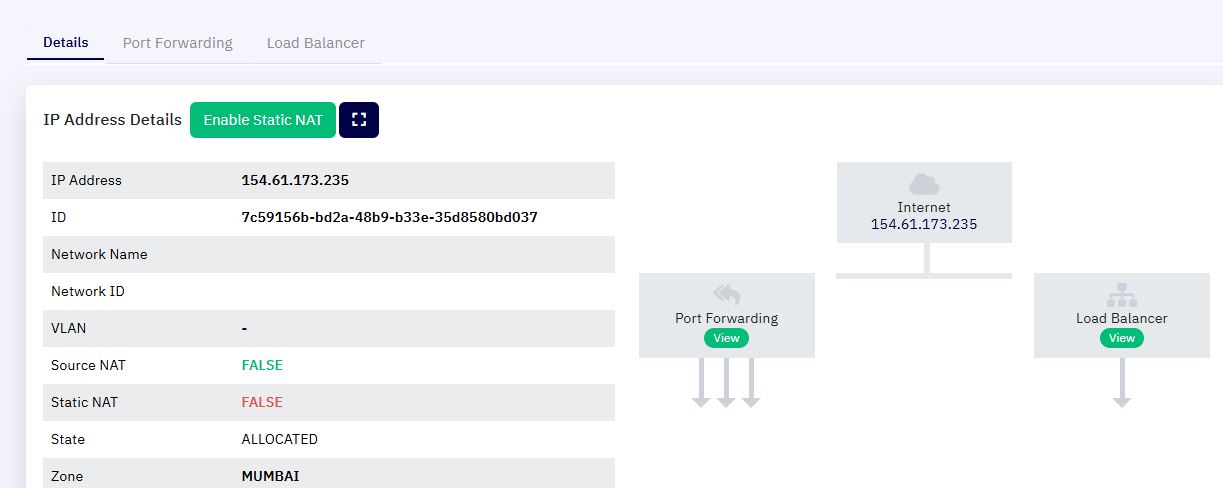 Details Port Forwarding Load Balancer
IP Address Details Enable Static NAT
IP Address 154.61.173.235
ID 7c59156b-bd2a-48b9-b33e-35d8580bd037
Network Name
Network ID
VLAN -
Source NAT FALSE
Static NAT FALSE
State ALLOCATED
Zone MUMBAI
Internet
154.61.173.235
Port Forwarding
View
Load Balancer
View